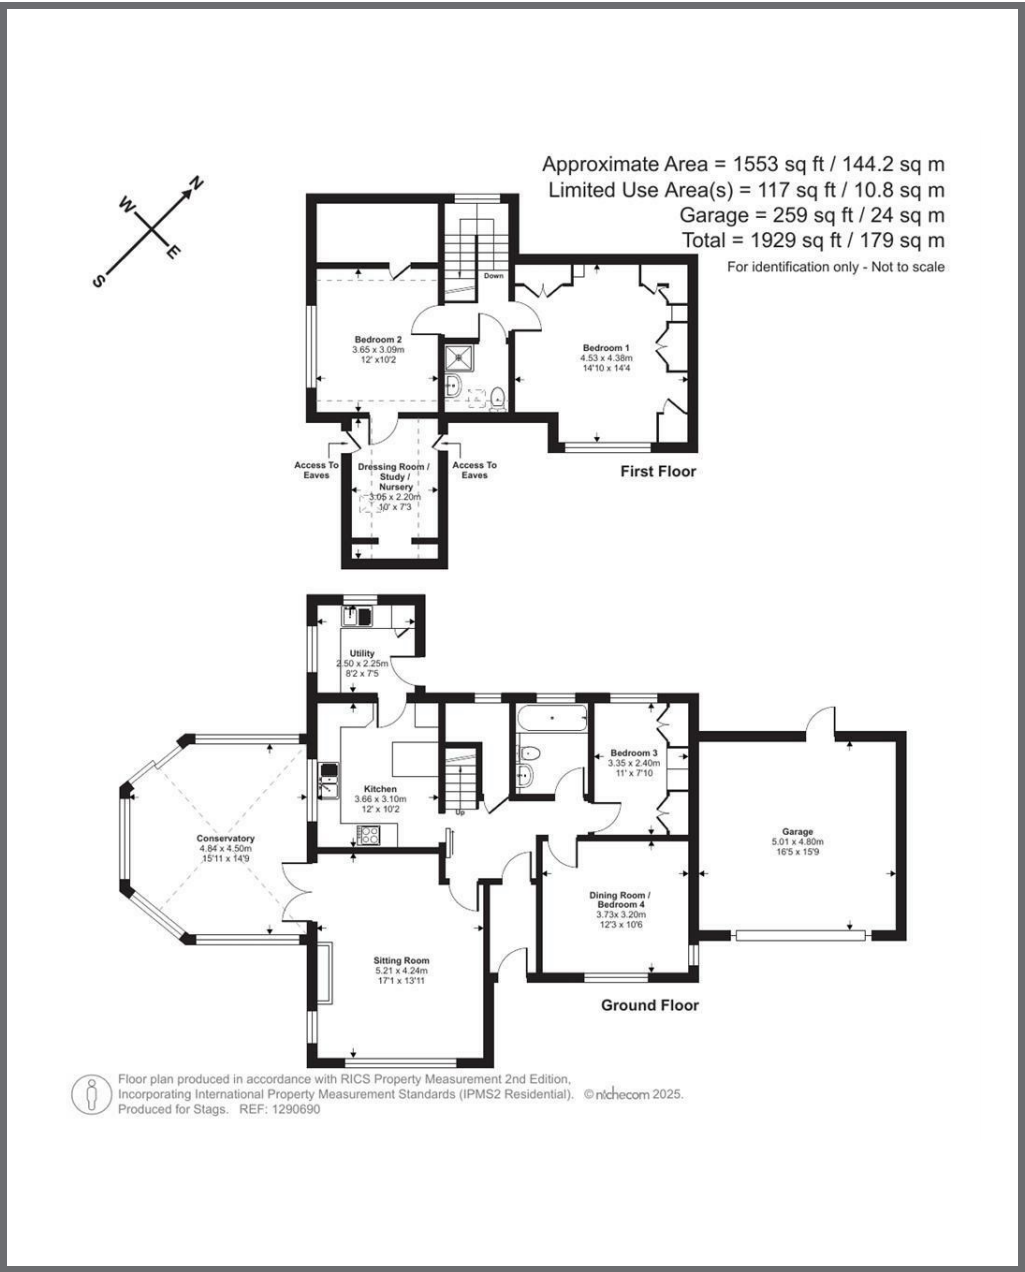 Approximate Area = 1553 sq ft / 144.2 sq m
Limited Use Area(s) = 117 sq ft / 10.8 sq m
Garage = 259 sq ft / 24 sq m
Total = 1929 sq ft / 179 sq m
For identification only - Not to scale
N
W
E
S
Down
Bedroom 2
3.65 x 3.09m
12' x10'2
Bedroom 1
4.53 x 4.38m
14'10 x 14'4
Access To
Eaves
Dressing Room /
Study /
Nursery
3.05 x 2.20m
10' x 7'3
Access To
Eaves
First Floor
Utility
2.50 x 2.25m
8'2 x 7'5
Kitchen
3.66 x 3.10m
12' x 10'2
Up
Bedroom 3
3.35 x 2.40m
11' x 7'10
Conservatory
4.84 x 4.50m
15'11 x 14'9
Garage
5.01 x 4.80m
16'5 x 15'9
Dining Room /
Bedroom 4
3.73x 3.20m
12'3 x 10'6
Sitting Room
5.21 x 4.24m
17'1 x 13'11
Ground Floor
Floor plan produced in accordance with RICS Property Measurement 2nd Edition,
Incorporating International Property Measurement Standards (IPMS2 Residential). © nichecom 2025.
Produced for Stags. REF: 1290690